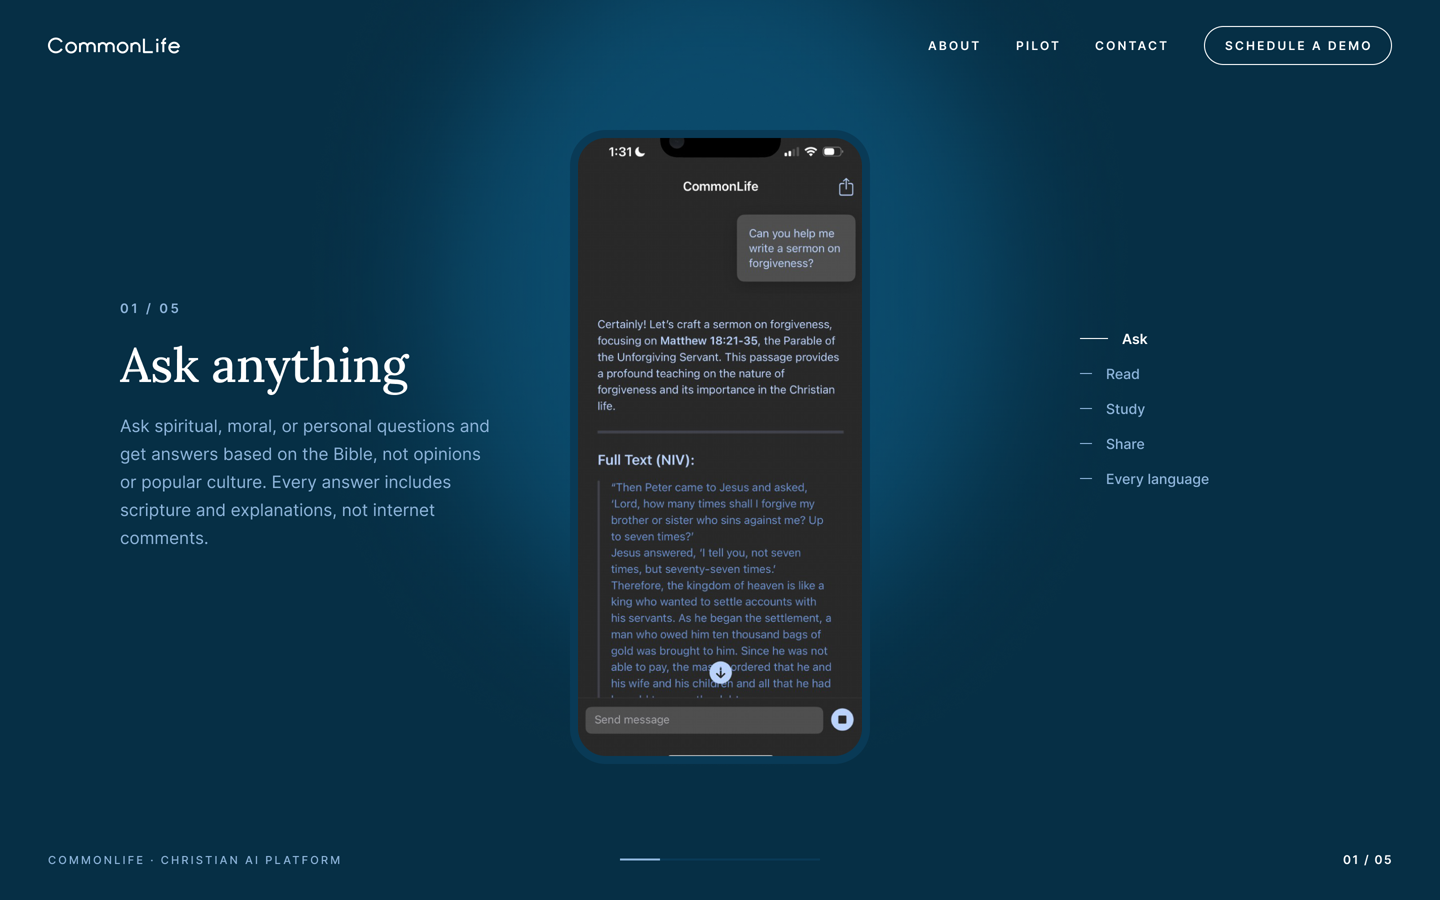 CommonLife
ABOUT
PILOT
CONTACT
SCHEDULE A DEMO
01 / 05
Ask anything
Ask spiritual, moral, or personal questions and
get answers based on the Bible, not opinions
or popular culture. Every answer includes
scripture and explanations, not internet
comments.
1:31
CommonLife
Can you help me
write a sermon on
forgiveness?
Certainly! Let’s craft a sermon on forgiveness,
focusing on Matthew 18:21-35, the Parable of
the Unforgiving Servant. This passage provides
a profound teaching on the nature of
forgiveness and its importance in the Christian
life.
Full Text (NIV):
“Then Peter came to Jesus and asked,
‘Lord, how many times shall I forgive my
brother or sister who sins against me? Up
to seven times?’
Jesus answered, ‘I tell you, not seven
times, but seventy-seven times.’
Therefore, the kingdom of heaven is like a
king who wanted to settle accounts with
his servants. As he began the settlement, a
man who owed him ten thousand bags of
gold was brought to him. Since he was not
able to pay, the ordered that he and
his wife and his children and all that he had
Send message
Ask
Read
Study
Share
Every language
COMMONLIFE · CHRISTIAN AI PLATFORM
01 / 05